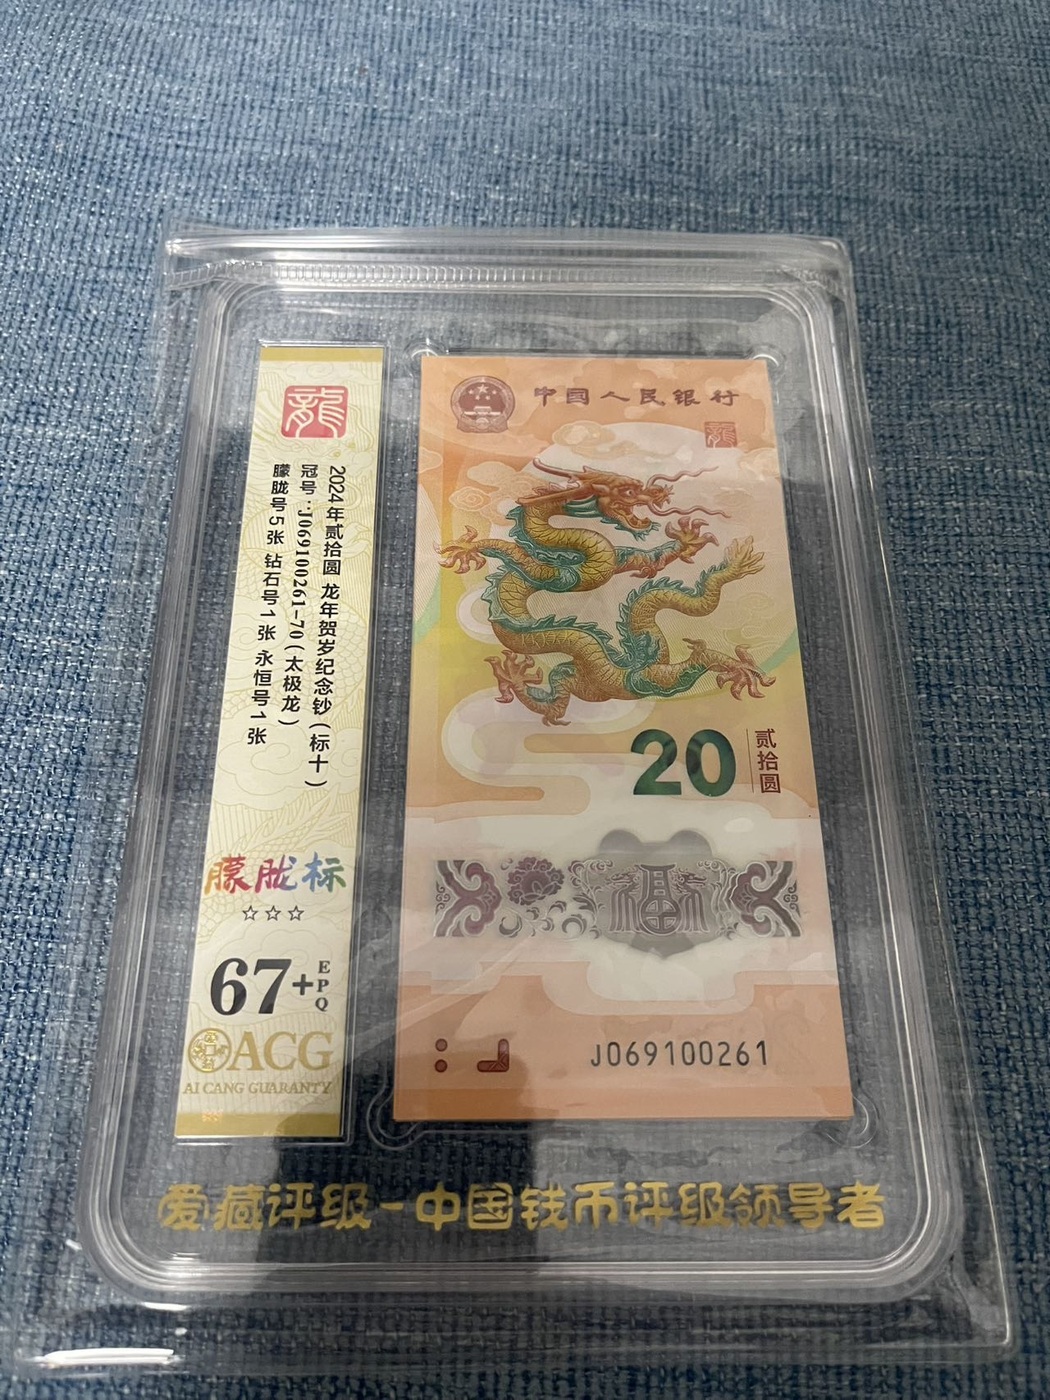 龍
2024年贰拾圆 龙年贺岁纪念钞(标十)
冠号:J069100261-70(太极龙)
朦胧号5张 钻石号1张 永恒号1张
朦胧标
67+EPQ
ACG
AI CANG GUARANTY
中国人民银行
龍
20
贰拾圆
福
J069100261
爱藏评级-中国钱币评级领导者